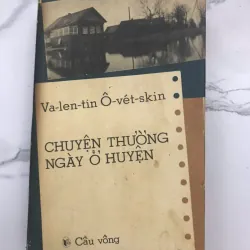 Va-len-tin Ô-vét-skin
CHUYỆN THƯỜNG
NGÀY Ở HUYỆN
Cầu vồng